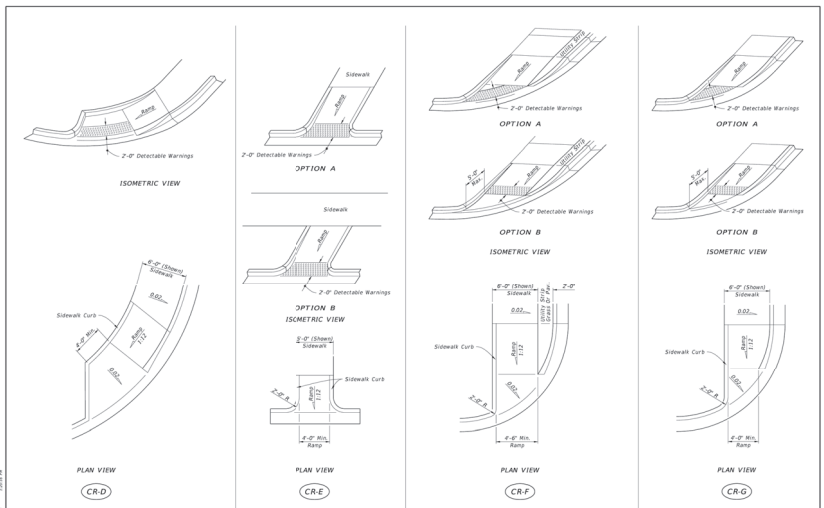 Ramp
2'-0" Detectable Warnings
ISOMETRIC VIEW
6'-0" (Shown)
Sidewalk
0.02
Sidewalk Curb
4'-0" Min.
Ramp
1:12
0.02
PLAN VIEW
CR-D
Sidewalk
Ramp
2'-0" Detectable Warnings
OPTION A
Sidewalk
Ramp
2'-0" Detectable Warnings
OPTION B
ISOMETRIC VIEW
5'-0" (Shown)
Sidewalk
Sidewalk Curb
2'-0" R.
Ramp
1:12
4'-0" Min.
Ramp
PLAN VIEW
CR-E
Utility Strip
Ramp
2'-0" Detectable Warnings
OPTION A
Utility Strip
5'-0"
Max.
Ramp
2'-0" Detectable Warnings
OPTION B
ISOMETRIC VIEW
6'-0" (Shown)
Sidewalk
2'-0"
Utility Strip
Grass Or Pav.
0.02
Sidewalk Curb
Ramp
1:12
0.02
2'-0" R.
4'-6" Min.
Ramp
PLAN VIEW
CR-F
Ramp
2'-0" Detectable Warnings
OPTION A
5'-0"
Max.
Ramp
2'-0" Detectable Warnings
OPTION B
ISOMETRIC VIEW
6'-0" (Shown)
Sidewalk
0.02
Sidewalk Curb
Ramp
1:12
0.02
2'-0" R.
4'-0" Min.
Ramp
PLAN VIEW
CR-G